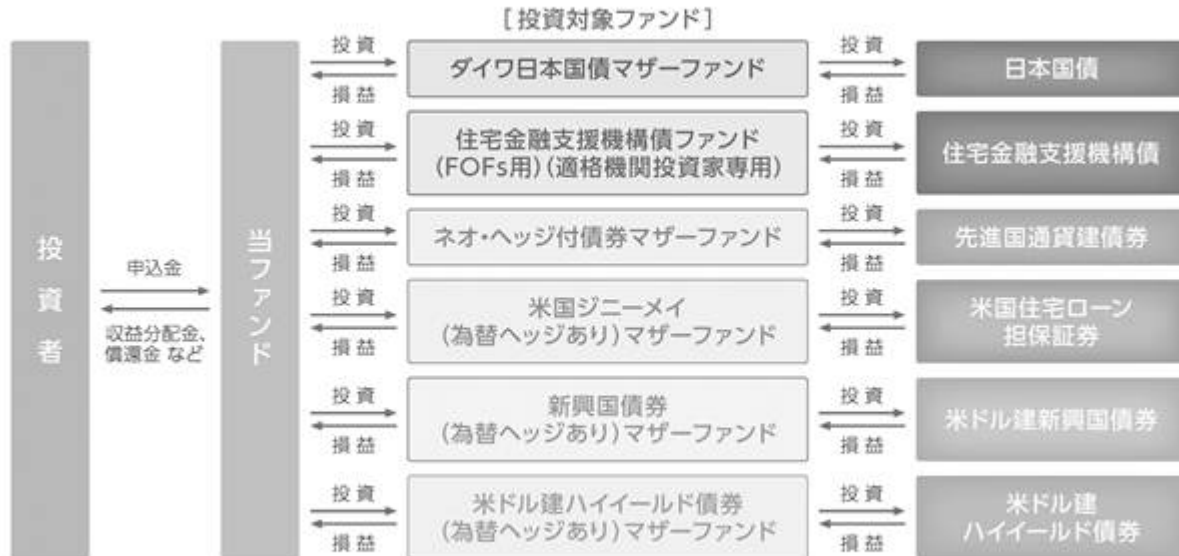 [投資対象ファンド]
投資者
申込金
収益分配金、
償還金 など
当ファンド
投資
損益
ダイワ日本国債マザーファンド
投資
損益
日本国債
投資
損益
住宅金融支援機構債ファンド
(FOFs用)(適格機関投資家専用)
投資
損益
住宅金融支援機構債
投資
損益
ネオ・ヘッジ付債券マザーファンド
投資
損益
先進国通貨建債券
投資
損益
米国ジニーメイ
(為替ヘッジあり)マザーファンド
投資
損益
米国住宅ローン
担保証券
投資
損益
新興国債券
(為替ヘッジあり)マザーファンド
投資
損益
米ドル建新興国債券
投資
損益
米ドル建ハイイールド債券
(為替ヘッジあり)マザーファンド
投資
損益
米ドル建
ハイイールド債券